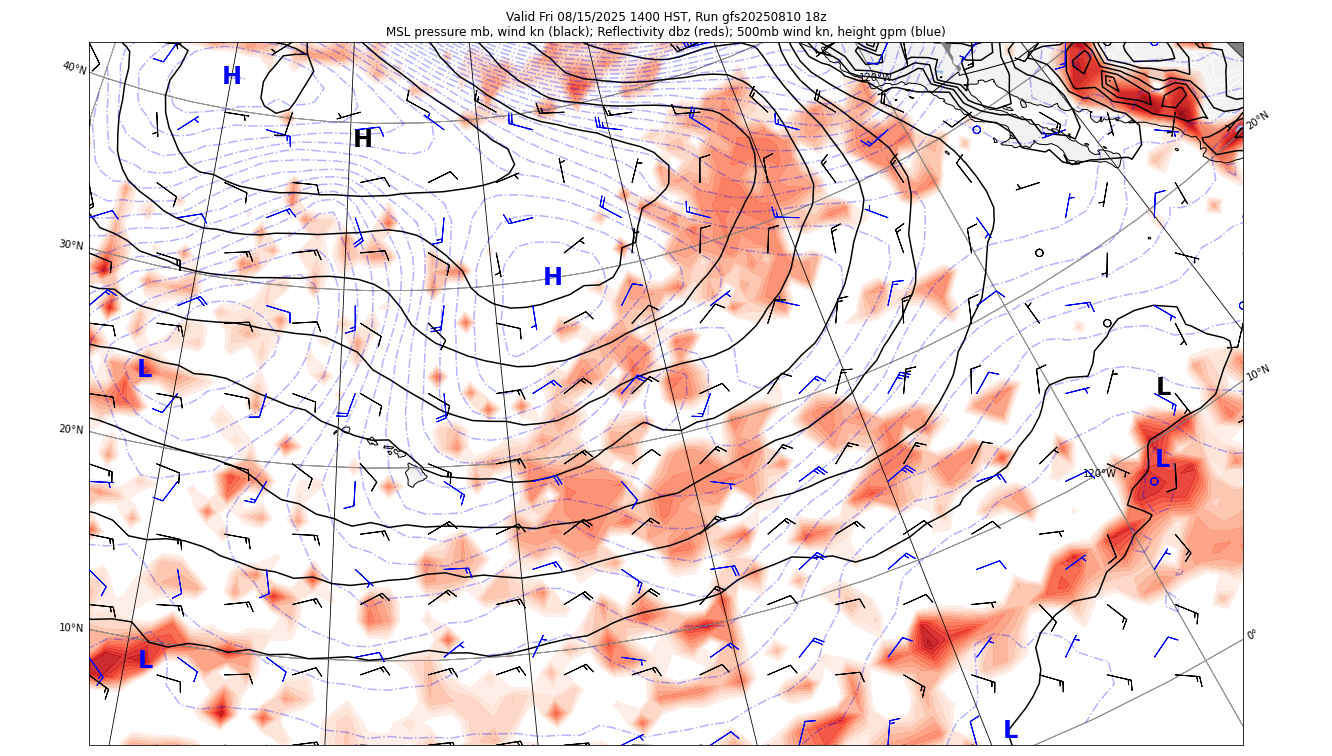 Valid Fri 08/15/2025 1400 HST, Run gfs20250810 18z
MSL pressure mb, wind kn (black); Reflectivity dbz (reds); 500mb wind kn, height gpm (blue)
40°N
H
120°W
20°N
H
30°N
H
L
10°N
L
20°N
L
120°W
10°N
0°
L
L